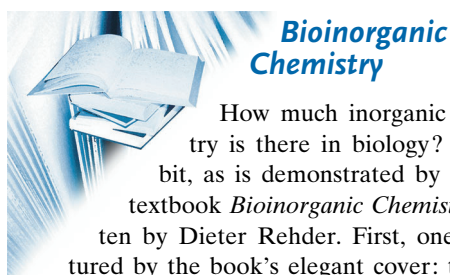 Bioinorganic
Chemistry
How much inorganic
try is there in biology?
bit, as is demonstrated by
textbook Bioinorganic Chemist
ten by Dieter Rehder. First, one
tured by the book's elegant cover: t